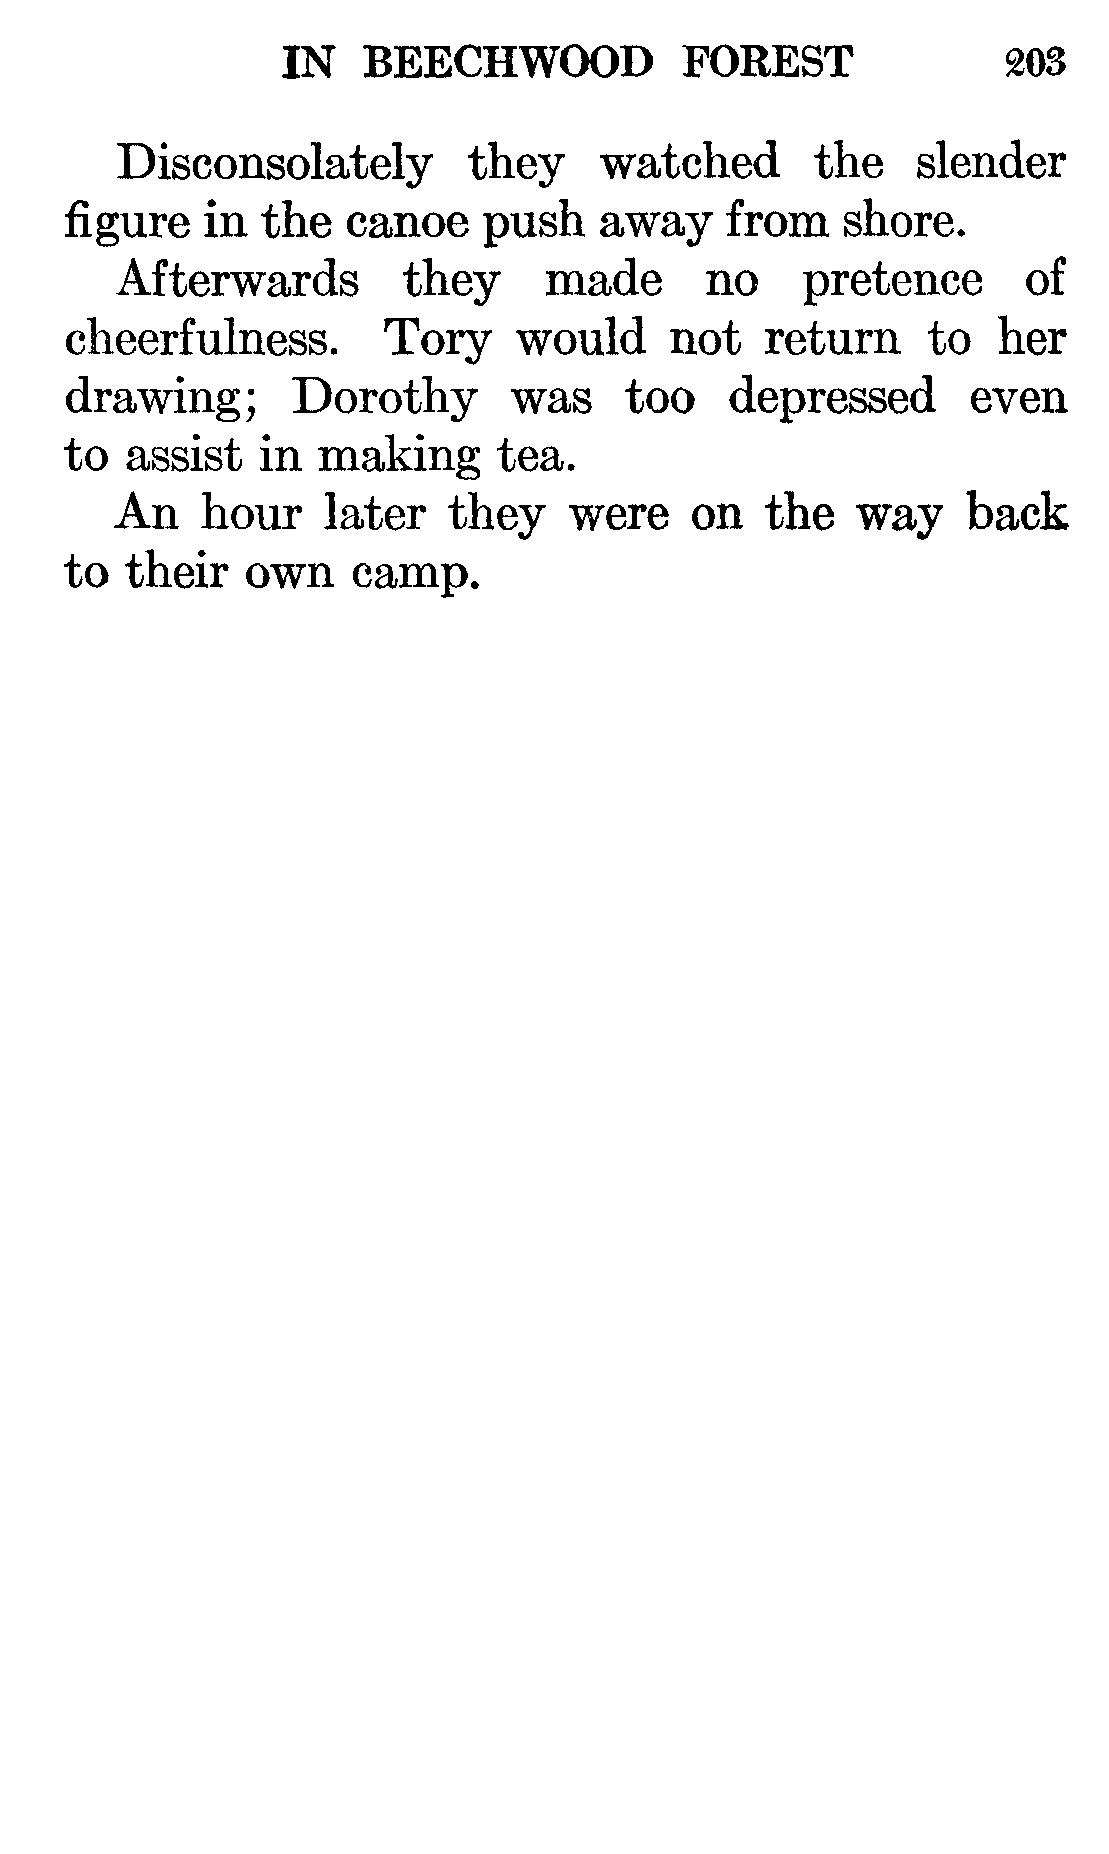 IN BEECHWOOD FOREST 203
Disconsolately they watched the slender
figure in the canoe push away from shore.
Afterwards they made no pretence of
cheerfulness. Tory would not return to her
drawing; Dorothy was too depressed even
to assist in making tea.
An hour later they were on the way back
to their own camp.